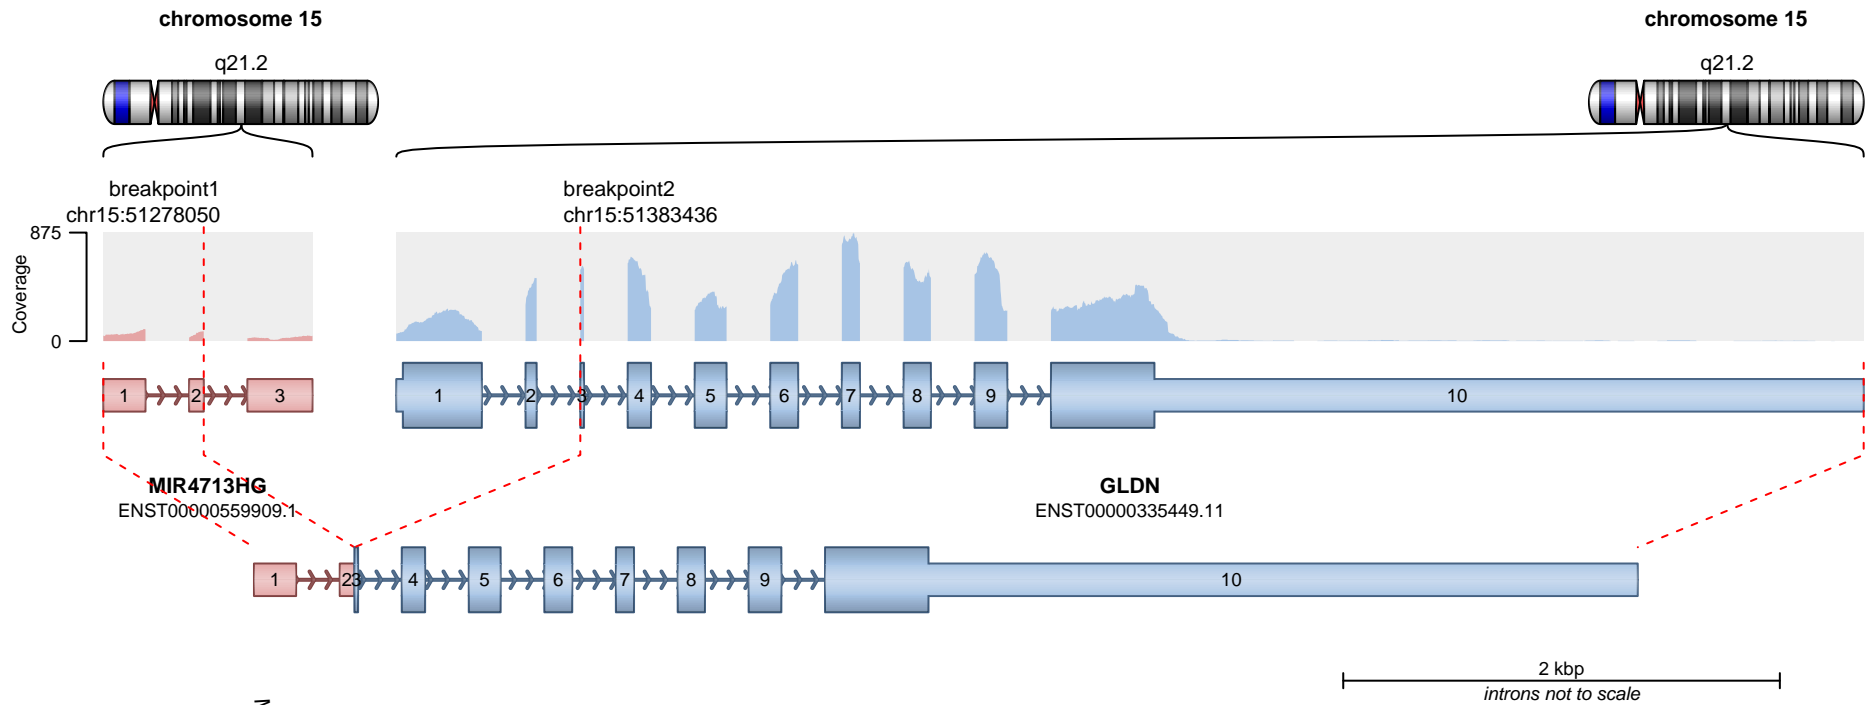 chromosome 15
chromosome 15
q21.2
q21.2
breakpoint1
chr15:51278050
breakpoint2
chr15:51383436
875
0
Coverage
1 2 3
1 2 3 4 5 6 7 8 9 10
MIR4713HG
ENST00000559909.1
GLDN
ENST00000335449.11
1 2 3 4 5 6 7 8 9 10
2 kbp
introns not to scale